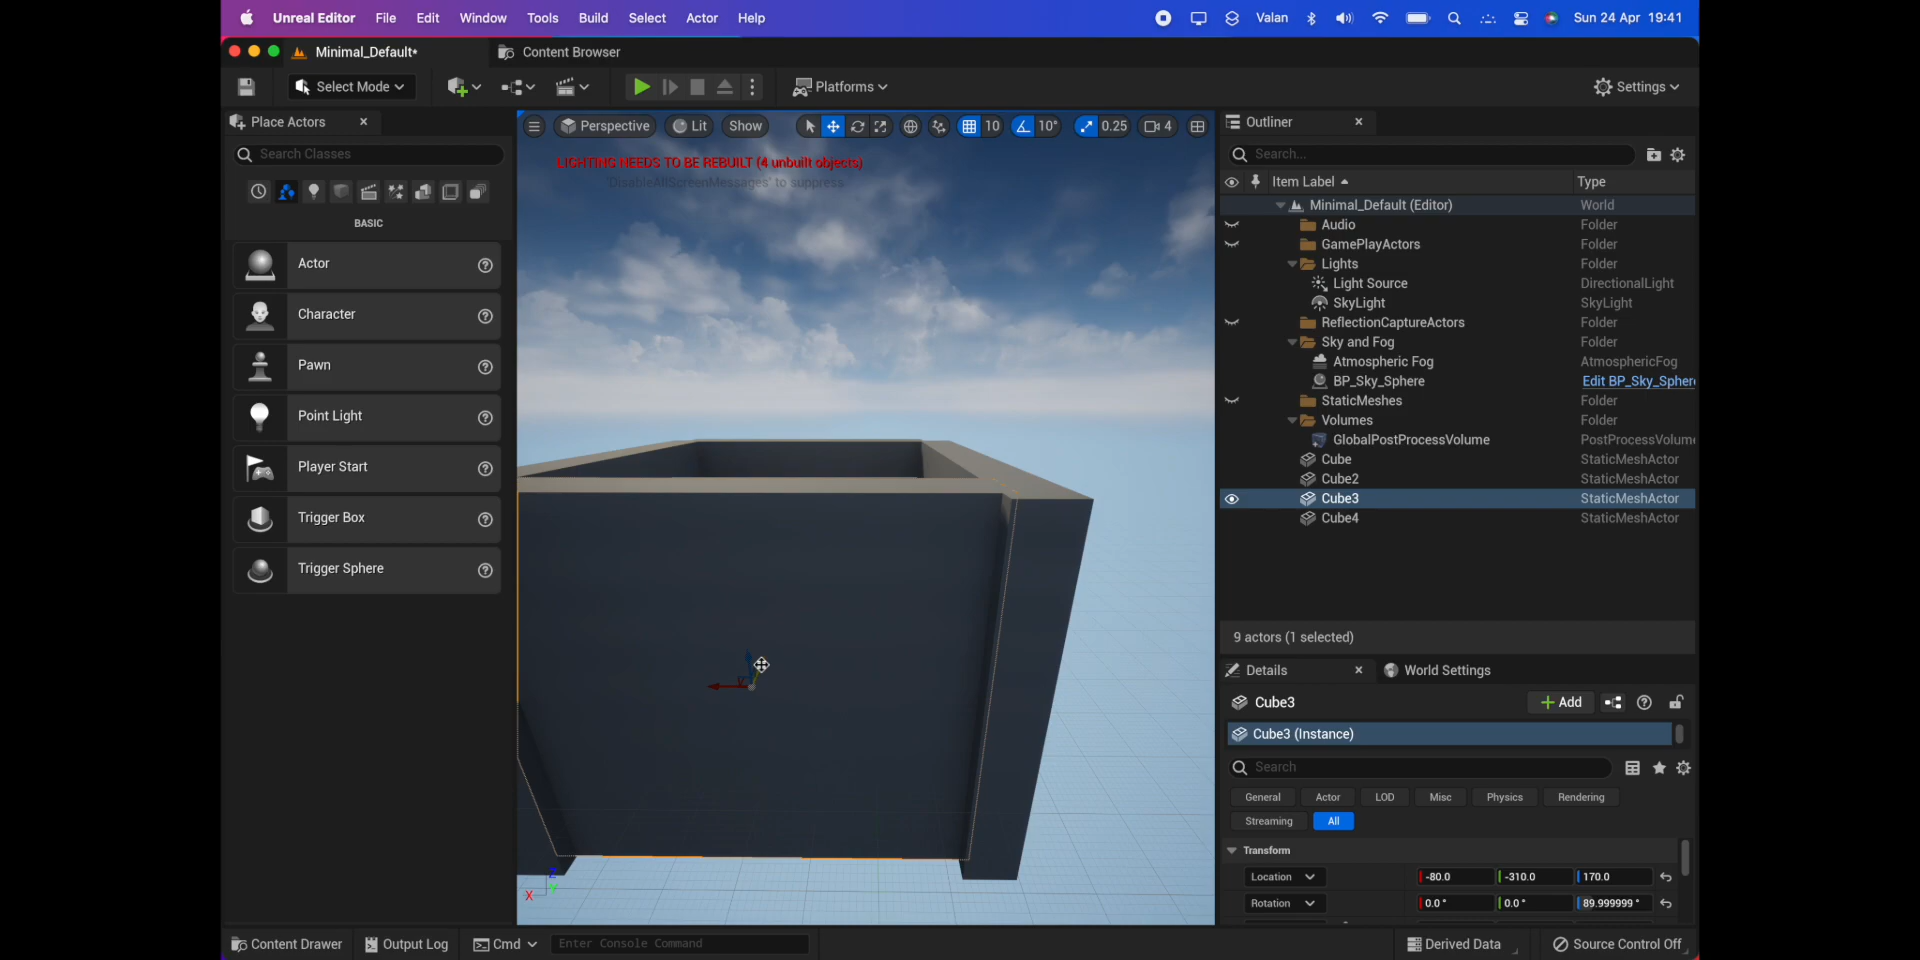 Unreal Editor File Edit Window Tools Build Select Actor Help Valan Sun 24 Apr 19:41
Minimal_Default* Content Browser
Select Mode Platforms Settings
Place Actors × Perspective Lit Show 10 10° 0.25 4 Outliner ×
Search Classes Search...
LIGHTING NEEDS TO BE REBUILT (4 unbuilt objects)
'DisableAllScreenMessages' to suppress
Item Label Type
BASIC
Minimal_Default (Editor) World
Audio Folder
GamePlayActors Folder
Lights Folder
Light Source DirectionalLight
SkyLight SkyLight
ReflectionCaptureActors Folder
Sky and Fog Folder
Atmospheric Fog AtmosphericFog
BP_Sky_Sphere Edit BP_Sky_Sphere
StaticMeshes Folder
Volumes Folder
GlobalPostProcessVolume PostProcessVolume
Cube StaticMeshActor
Cube2 StaticMeshActor
Cube3 StaticMeshActor
Cube4 StaticMeshActor
Actor
Character
Pawn
Point Light
Player Start
Trigger Box
Trigger Sphere
9 actors (1 selected)
Details × World Settings
Cube3 + Add
Cube3 (Instance)
Search
General Actor LOD Misc Physics Rendering
Streaming All
Transform
Location -80.0 -310.0 170.0
Rotation 0.0° 0.0° 89.999999°
Z
Y
X
Content Drawer Output Log Cmd Enter Console Command Derived Data Source Control Off